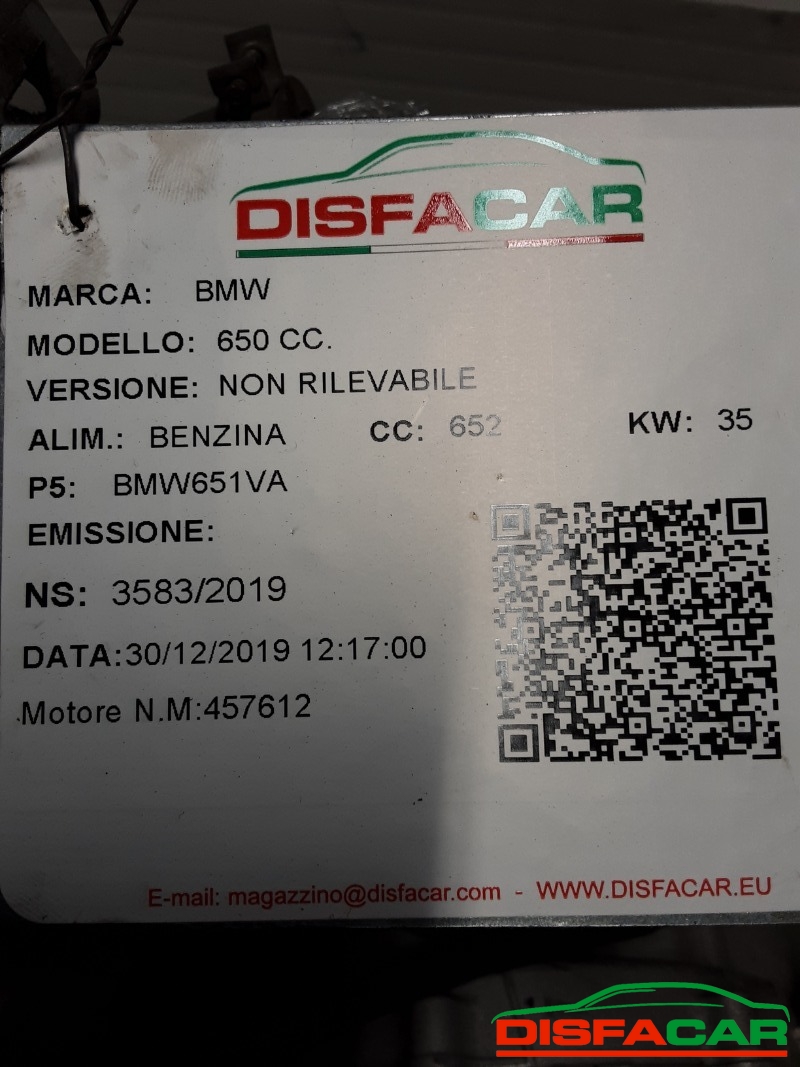 DISFACAR
MARCA: BMW
MODELLO: 650 CC.
VERSIONE: NON RILEVABILE
ALIM.: BENZINA CC: 652 KW: 35
P5: BMW651VA
EMISSIONE:
NS: 3583/2019
DATA:30/12/2019 12:17:00
Motore N.M:457612
E-mail: magazzino@disfacar.com - WWW.DISFACAR.EU
DISFACAR